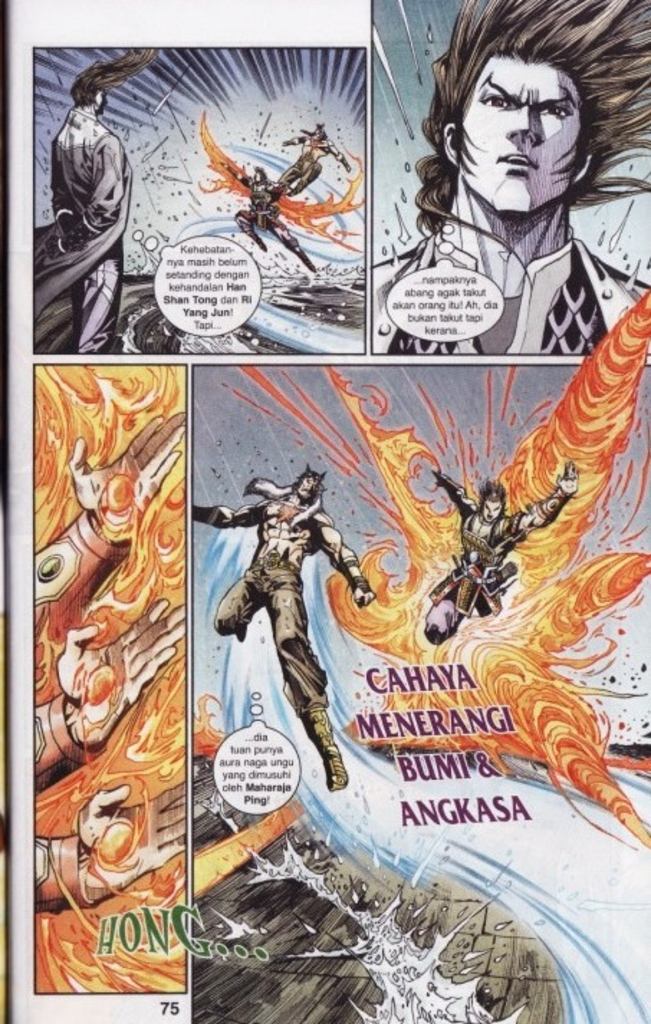 Kehebatan-
nya masih belum
setanding dengan
kehandalan Han
Shan Tong dan Ri
Yang Jun!
Tapi...
...nampaknya
abang agak takut
akan orang itu! Ah, dia
bukan takut tapi
kerana...
...dia
tuan punya
aura naga ungu
yang dimusuhi
oleh Maharaja
Ping!
CAHAYA
MENERANGI
BUMI &
ANGKASA
HONG...
75